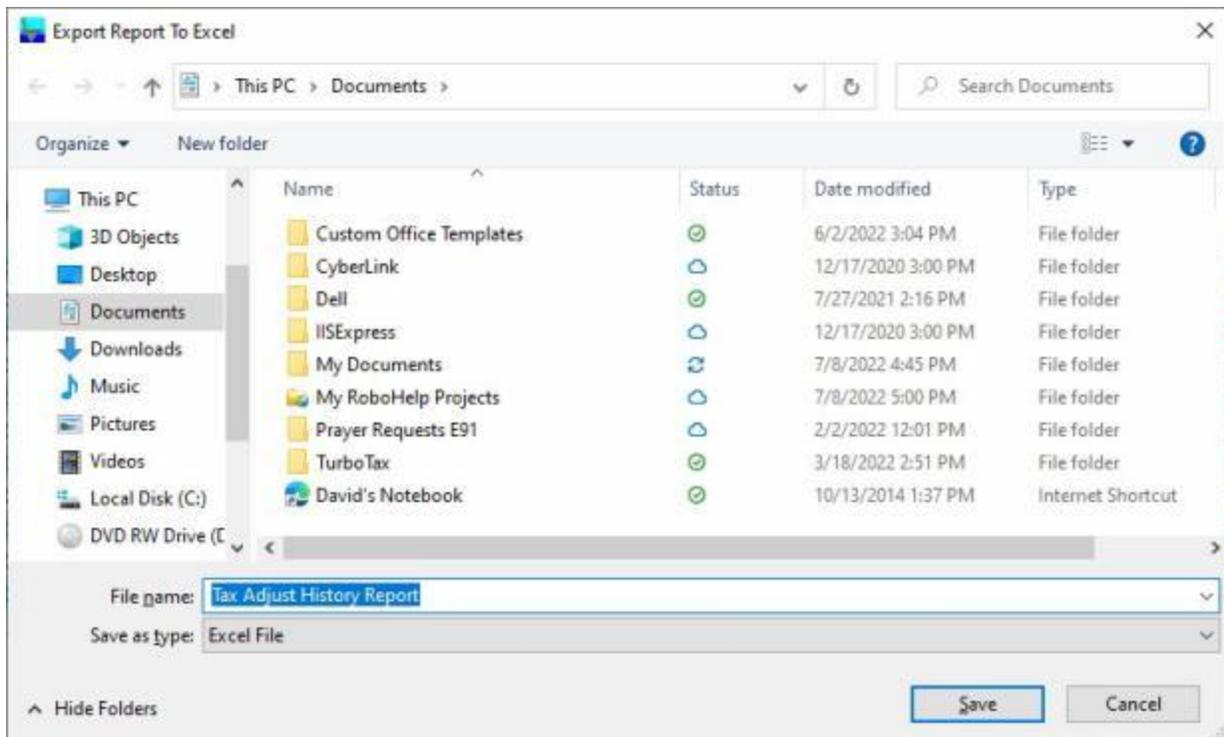 Export Report To Excel
This PC > Documents >
Search Documents
Organize
New folder
Name Status Date modified Type
This PC
3D Objects
Desktop
Documents
Downloads
Music
Pictures
Videos
Local Disk (C:)
DVD RW Drive (D
Custom Office Templates 6/2/2022 3:04 PM File folder
CyberLink 12/17/2020 3:00 PM File folder
Dell 7/27/2021 2:16 PM File folder
IISExpress 12/17/2020 3:00 PM File folder
My Documents 7/8/2022 4:45 PM File folder
My RoboHelp Projects 7/8/2022 5:00 PM File folder
Prayer Requests E91 2/2/2022 12:01 PM File folder
TurboTax 3/18/2022 2:51 PM File folder
David's Notebook 10/13/2014 1:37 PM Internet Shortcut
File name: Tax Adjust History Report
Save as type: Excel File
Hide Folders
Save
Cancel